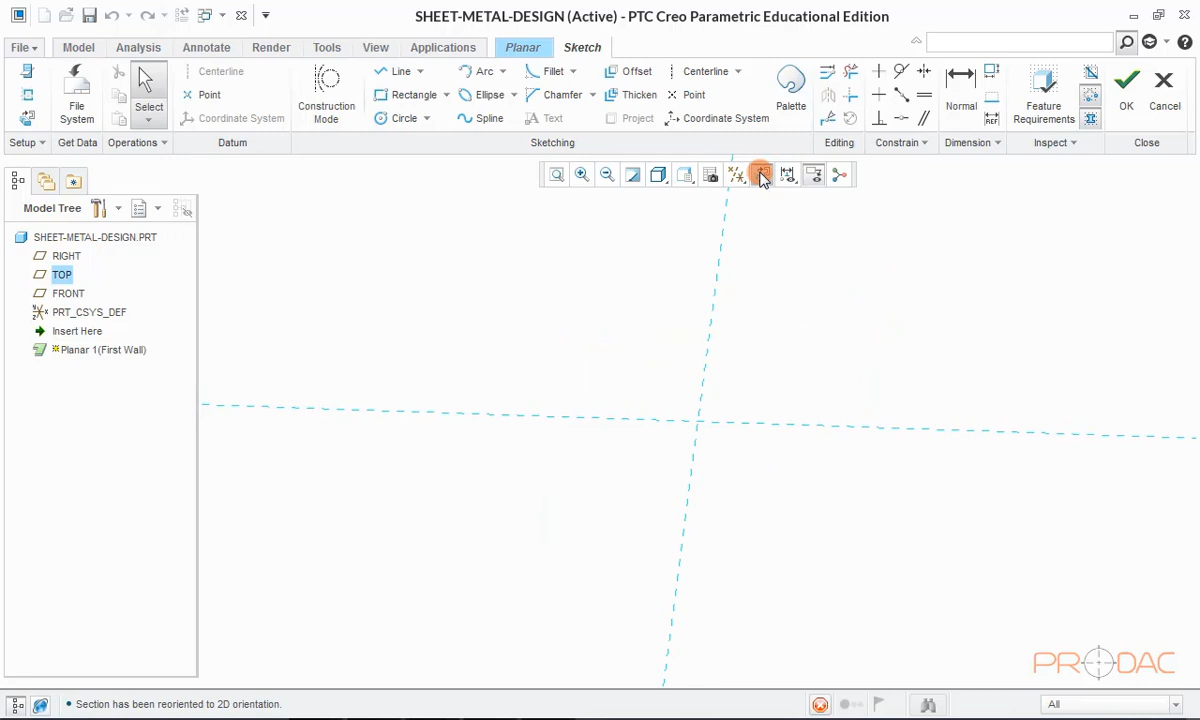 SHEET-METAL-DESIGN (Active) - PTC Creo Parametric Educational Edition
File Model Analysis Annotate Render Tools View Applications Planar Sketch
Centerline Line Arc Fillet Offset Centerline
Point Rectangle Ellipse Chamfer Thicken Point
File System Select Coordinate System Construction Mode Circle Spline Text Project Coordinate System Palette Normal REF Feature Requirements OK Cancel
Setup Get Data Operations Datum Sketching Editing Constrain Dimension Inspect Close
Model Tree
SHEET-METAL-DESIGN.PRT
RIGHT
TOP
FRONT
PRT_CSYS_DEF
Insert Here
Planar 1(First Wall)
PRODAC
Section has been reoriented to 2D orientation.
All